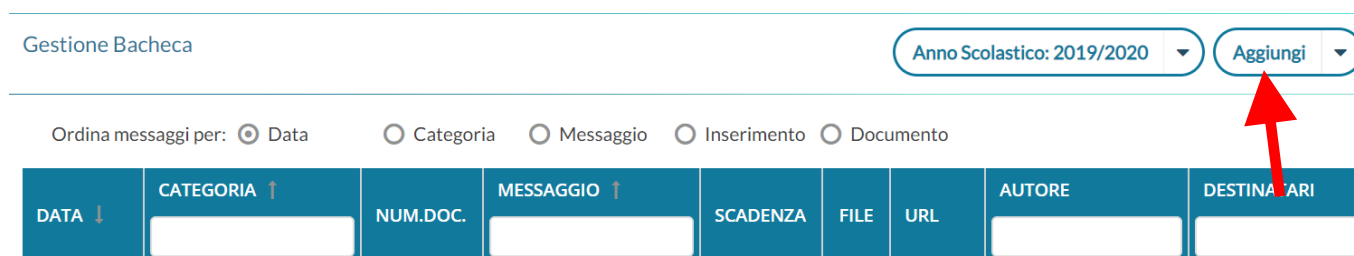 Gestione Bacheca
Anno Scolastico: 2019/2020
Aggiungi
Ordina messaggi per: Data Categoria Messaggio Inserimento Documento
DATA CATEGORIA NUM.DOC. MESSAGGIO SCADENZA FILE URL AUTORE DESTINATARI